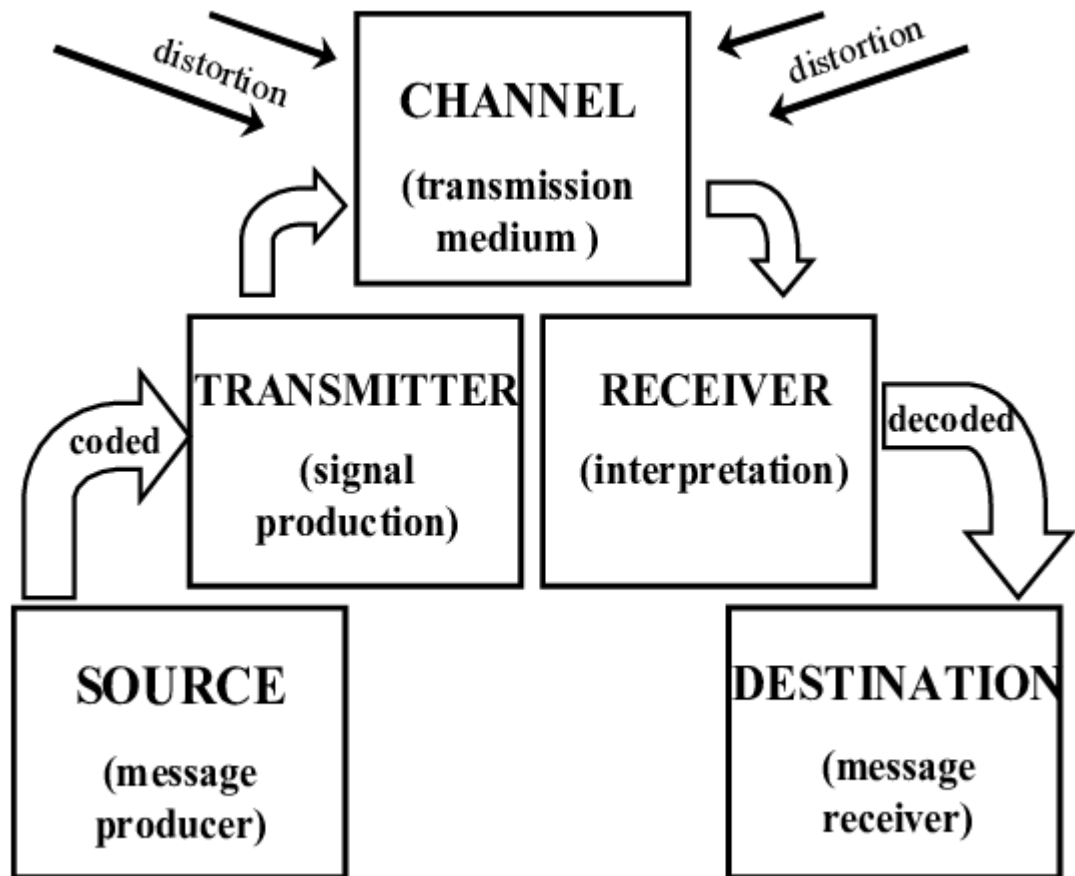 distortion
distortion
CHANNEL
(transmission
medium )
TRANSMITTER
(signal
production)
RECEIVER
(interpretation)
coded
decoded
SOURCE
(message
producer)
DESTINATION
(message
receiver)